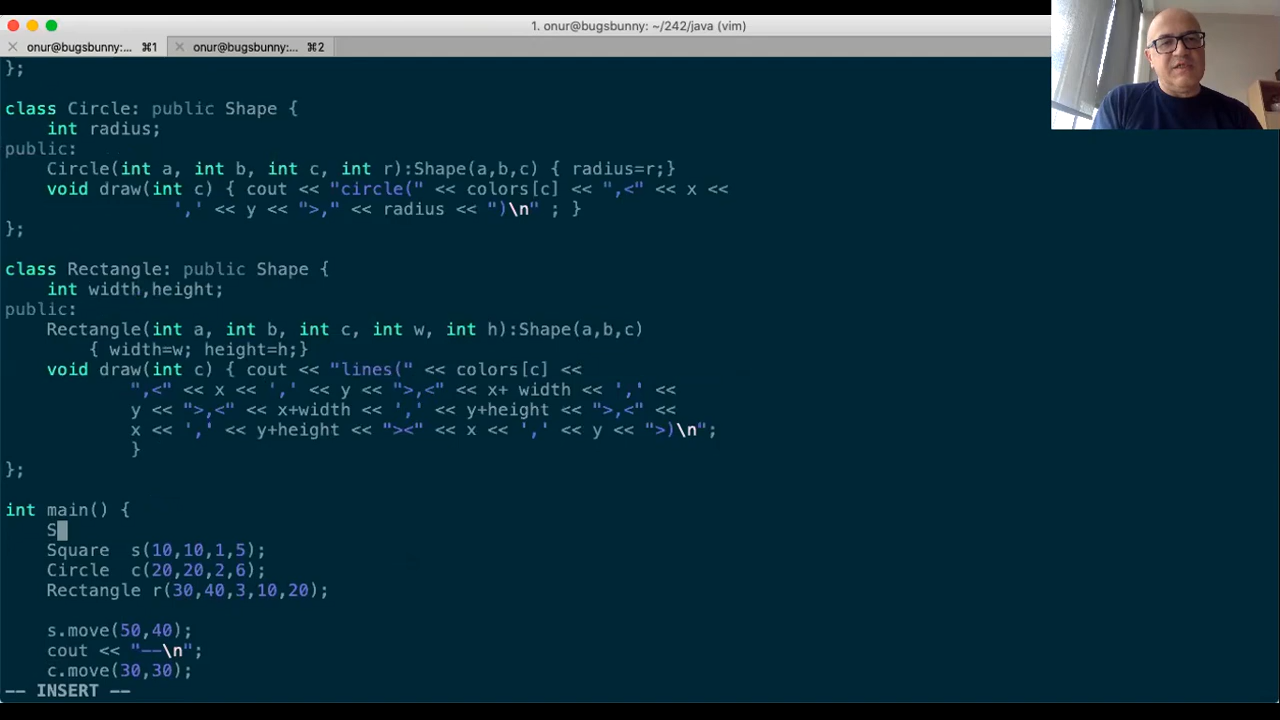 1. onur@bugsbunny: ~/242/java (vim)
onur@bugsbunny:... ⌘1 onur@bugsbunny:... ⌘2
};
class Circle: public Shape {
    int radius;
public:
    Circle(int a, int b, int c, int r):Shape(a,b,c) { radius=r;}
    void draw(int c) { cout << "circle(" << colors[c] << ",<" << x <<
                ',' << y << ">," << radius << ")\n" ; }
};
class Rectangle: public Shape {
    int width,height;
public:
    Rectangle(int a, int b, int c, int w, int h):Shape(a,b,c)
        { width=w; height=h;}
    void draw(int c) { cout << "lines(" << colors[c] <<
            ",<" << x << ',' << y << ">,<" << x+ width << ',' <<
            y << ">,<" << x+width << ',' << y+height << ">,<" <<
            x << ',' << y+height << "><" << x << ',' << y << ">)\n";
            }
};
int main() {
    S
    Square  s(10,10,1,5);
    Circle  c(20,20,2,6);
    Rectangle r(30,40,3,10,20);
    s.move(50,40);
    cout << "--\n";
    c.move(30,30);
-- INSERT --